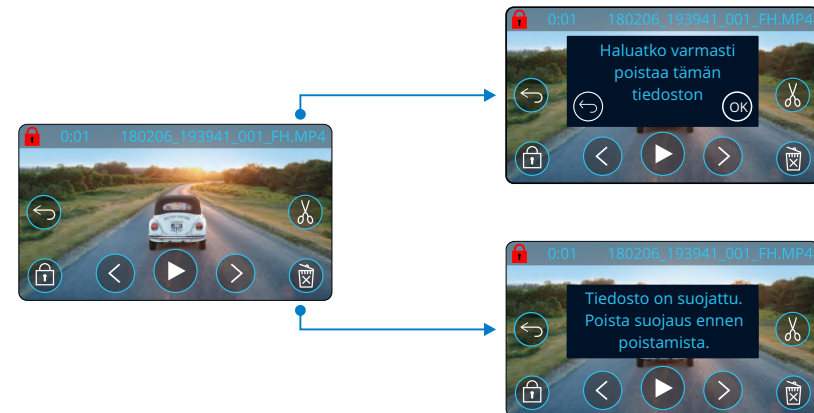 0:01 180206_193941_001_FH.MP4
Haluatko varmasti
poistaa tämän
tiedoston
OK
0:01 180206_193941_001_FH.MP4
0:01 180206_193941_001_FH.MP4
Tiedosto on suojattu.
Poista suojaus ennen
poistamista.